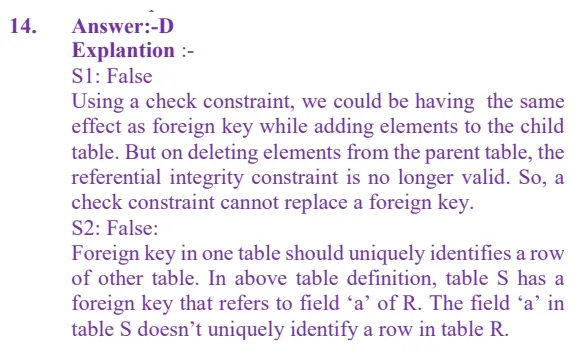 14. Answer:-D
Explantion :-
S1: False
Using a check constraint, we could be having the same
effect as foreign key while adding elements to the child
table. But on deleting elements from the parent table, the
referential integrity constraint is no longer valid. So, a
check constraint cannot replace a foreign key.
S2: False:
Foreign key in one table should uniquely identifies a row
of other table. In above table definition, table S has a
foreign key that refers to field ‘a’ of R. The field ‘a’ in
table S doesn’t uniquely identify a row in table R.